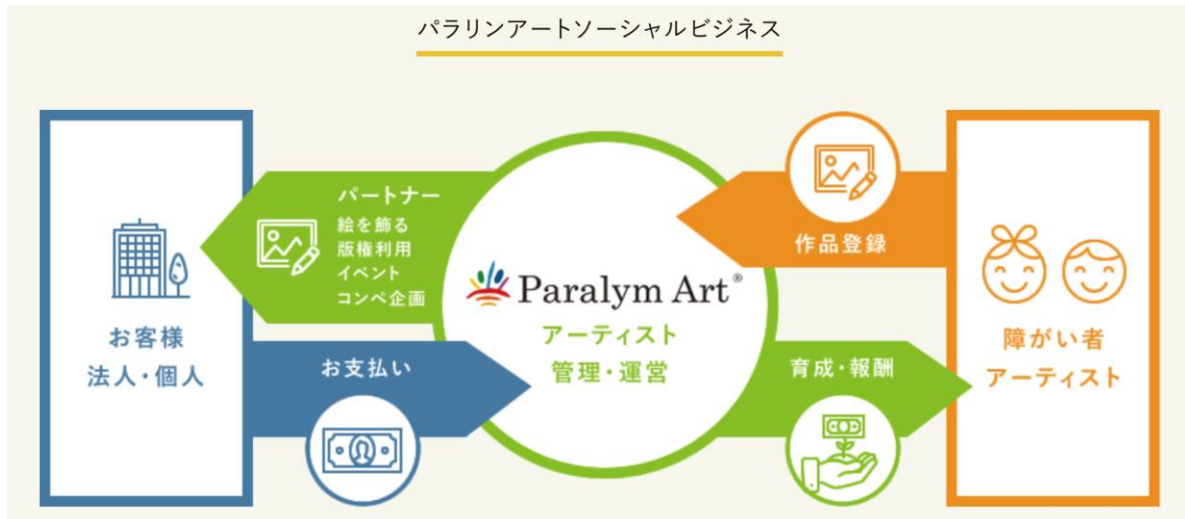 パラリンアートソーシャルビジネス
パートナー
絵を飾る
版権利用
イベント
コンペ企画
作品登録
Paralym Art®
アーティスト
管理・運営
お客様
法人・個人
お支払い
育成・報酬
障がい者
アーティスト